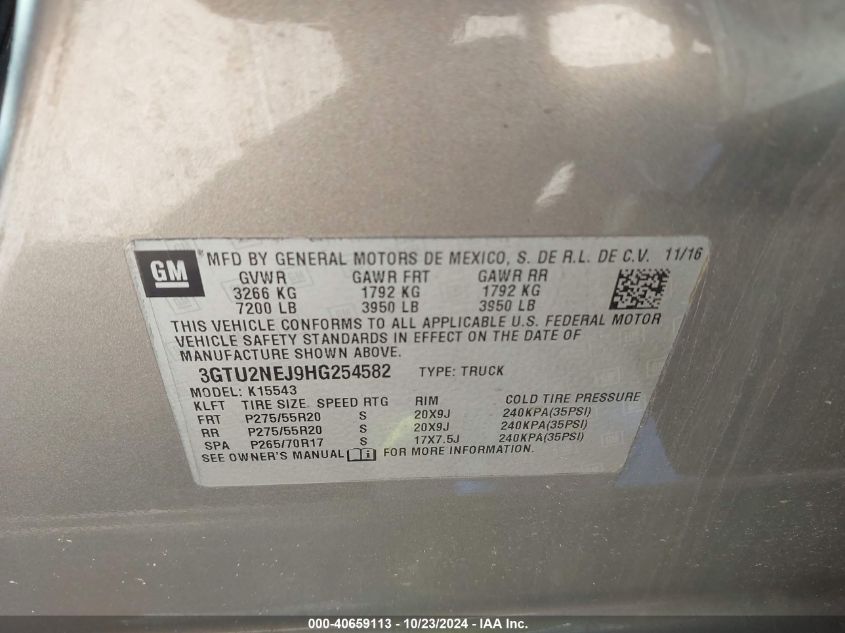 GM ® MFD BY GENERAL MOTORS DE MEXICO, S. DE R.L. DE C.V. 11/16
GVWR GAWR FRT GAWR RR
3266 KG 1792 KG 1792 KG
7200 LB 3950 LB 3950 LB
THIS VEHICLE CONFORMS TO ALL APPLICABLE U.S. FEDERAL MOTOR
VEHICLE SAFETY STANDARDS IN EFFECT ON THE DATE OF
MANUFACTURE SHOWN ABOVE.
3GTU2NEJ9HG254582 TYPE: TRUCK
MODEL: K15543
KLFT TIRE SIZE SPEED RTG RIM COLD TIRE PRESSURE
FRT P275/55R20 S 20X9J 240KPA(35PSI)
RR P275/55R20 S 20X9J 240KPA(35PSI)
SPA P265/70R17 S 17X7.5J 240KPA(35PSI)
SEE OWNER'S MANUAL FOR MORE INFORMATION.
000-40659113 - 10/23/2024 - IAA Inc.